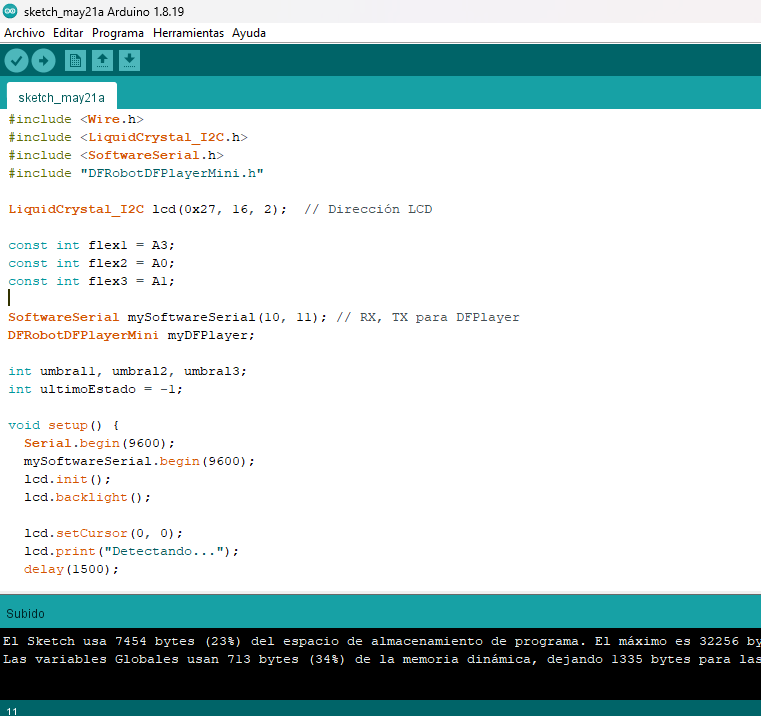 sketch_may21a Arduino 1.8.19
Archivo Editar Programa Herramientas Ayuda
sketch_may21a
#include <Wire.h>
#include <LiquidCrystal_I2C.h>
#include <SoftwareSerial.h>
#include "DFRobotDFPlayerMini.h"
LiquidCrystal_I2C lcd(0x27, 16, 2);  // Dirección LCD
const int flex1 = A3;
const int flex2 = A0;
const int flex3 = A1;
SoftwareSerial mySoftwareSerial(10, 11); // RX, TX para DFPlayer
DFRobotDFPlayerMini myDFPlayer;
int umbral1, umbral2, umbral3;
int ultimoEstado = -1;
void setup() {
  Serial.begin(9600);
  mySoftwareSerial.begin(9600);
  lcd.init();
  lcd.backlight();
  lcd.setCursor(0, 0);
  lcd.print("Detectando...");
  delay(1500);
Subido
El Sketch usa 7454 bytes (23%) del espacio de almacenamiento de programa. El máximo es 32256 by
Las variables Globales usan 713 bytes (34%) de la memoria dinámica, dejando 1335 bytes para las
11